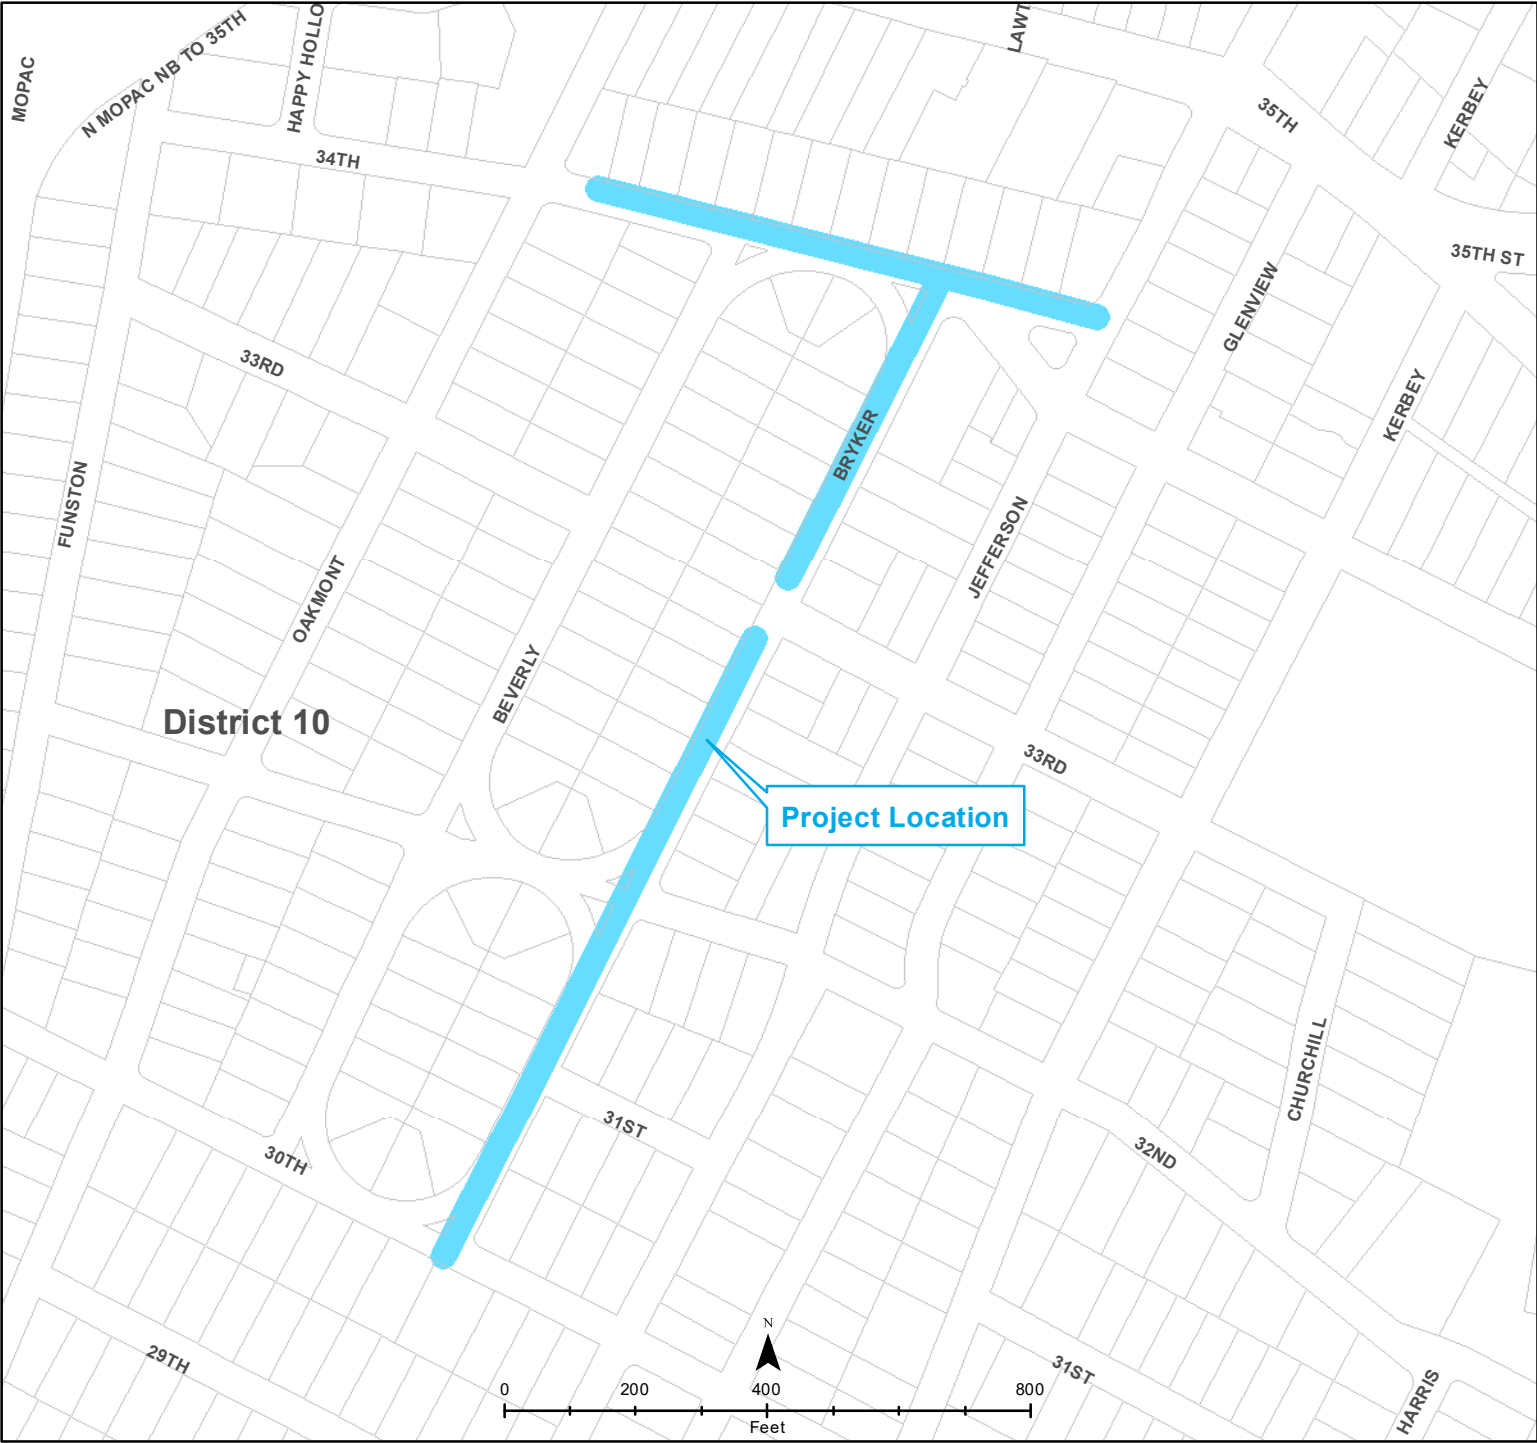 LAWT
HAPPY HOLLO
N MOPAC NB TO 35TH
MOPAC
35TH
KERBEY
34TH
35TH ST
GLENVIEW
33RD
KERBEY
BRYKER
FUNSTON
JEFFERSON
OAKMONT
BEVERLY
District 10
33RD
Project Location
CHURCHILL
31ST
32ND
30TH
N
29TH
31ST
HARRIS
0 200 400 800
Feet